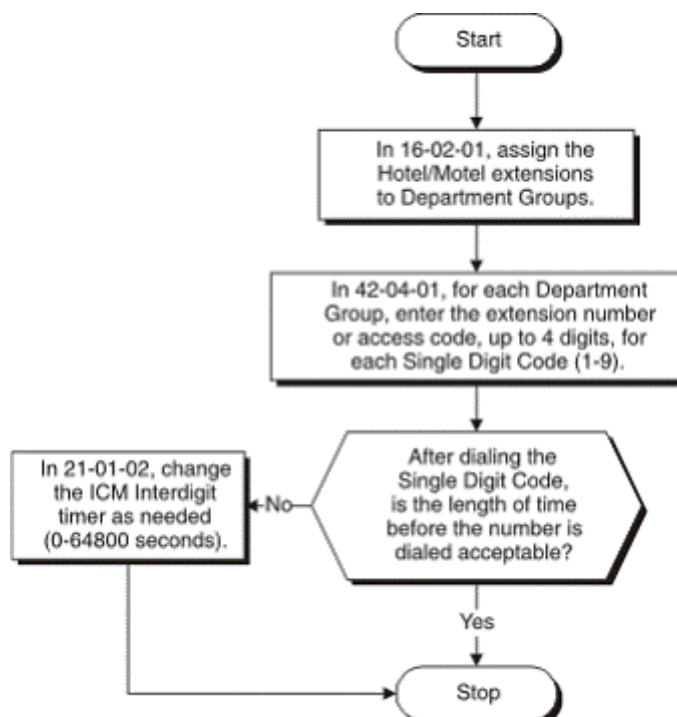 Start
In 16-02-01, assign the
Hotel/Motel extensions
to Department Groups.
In 42-04-01, for each Department
Group, enter the extension number
or access code, up to 4 digits, for
each Single Digit Code (1-9).
After dialing the
Single Digit Code,
is the length of time
before the number is
dialed acceptable?
No
In 21-01-02, change
the ICM Interdigit
timer as needed
(0-64800 seconds).
Yes
Stop